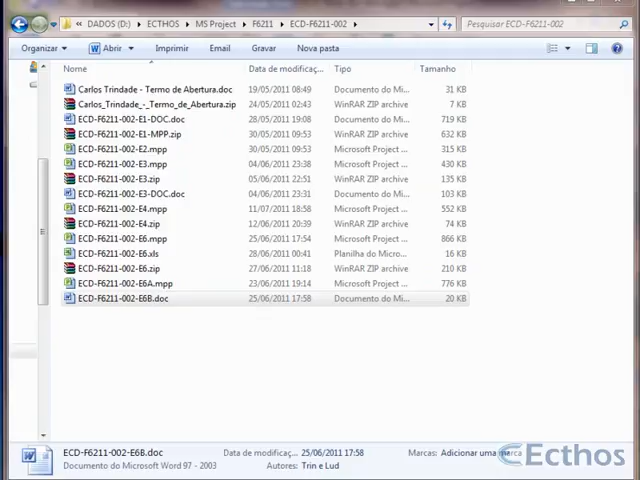 DADOS (D:) ▸ ECTHOS ▸ MS Project ▸ F6211 ▸ ECD-F6211-002 ▸
Pesquisar ECD-F6211-002
Organizar Abrir Imprimir Email Gravar Nova pasta
Nome Data de modificaç... Tipo Tamanho
Carlos Trindade - Termo de Abertura.doc 19/05/2011 08:49 Documento do Mi... 31 KB
Carlos_Trindade_-_Termo_de_Abertura.zip 24/05/2011 02:43 WinRAR ZIP archive 7 KB
ECD-F6211-002-E1-DOC.doc 28/05/2011 19:08 Documento do Mi... 719 KB
ECD-F6211-002-E1-MPP.zip 30/05/2011 09:53 WinRAR ZIP archive 632 KB
ECD-F6211-002-E2.mpp 30/05/2011 09:53 Microsoft Project ... 315 KB
ECD-F6211-002-E3.mpp 04/06/2011 23:38 Microsoft Project ... 430 KB
ECD-F6211-002-E3.zip 05/06/2011 22:51 WinRAR ZIP archive 135 KB
ECD-F6211-002-E3-DOC.doc 04/06/2011 23:31 Documento do Mi... 103 KB
ECD-F6211-002-E4.mpp 11/07/2011 18:58 Microsoft Project ... 552 KB
ECD-F6211-002-E4.zip 12/06/2011 20:39 WinRAR ZIP archive 74 KB
ECD-F6211-002-E6.mpp 25/06/2011 17:54 Microsoft Project ... 866 KB
ECD-F6211-002-E6.xls 28/06/2011 00:41 Planilha do Micro... 16 KB
ECD-F6211-002-E6.zip 27/06/2011 11:18 WinRAR ZIP archive 210 KB
ECD-F6211-002-E6A.mpp 23/06/2011 19:14 Microsoft Project ... 776 KB
ECD-F6211-002-E6B.doc 25/06/2011 17:58 Documento do Mi... 20 KB
ECD-F6211-002-E6B.doc Data de modificaç... 25/06/2011 17:58 Marcas: Adicionar uma marca
Documento do Microsoft Word 97 - 2003 Autores: Trin e Lud
Ecthos